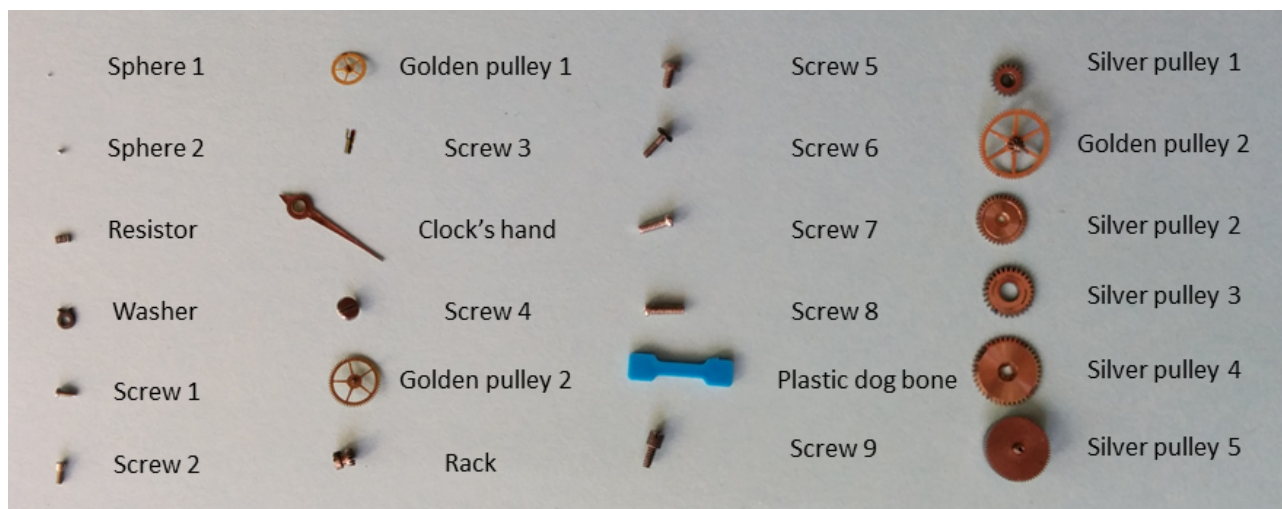 Sphere 1
Sphere 2
Resistor
Washer
Screw 1
Screw 2
Golden pulley 1
Screw 3
Clock's hand
Screw 4
Golden pulley 2
Rack
Screw 5
Screw 6
Screw 7
Screw 8
Plastic dog bone
Screw 9
Silver pulley 1
Golden pulley 2
Silver pulley 2
Silver pulley 3
Silver pulley 4
Silver pulley 5